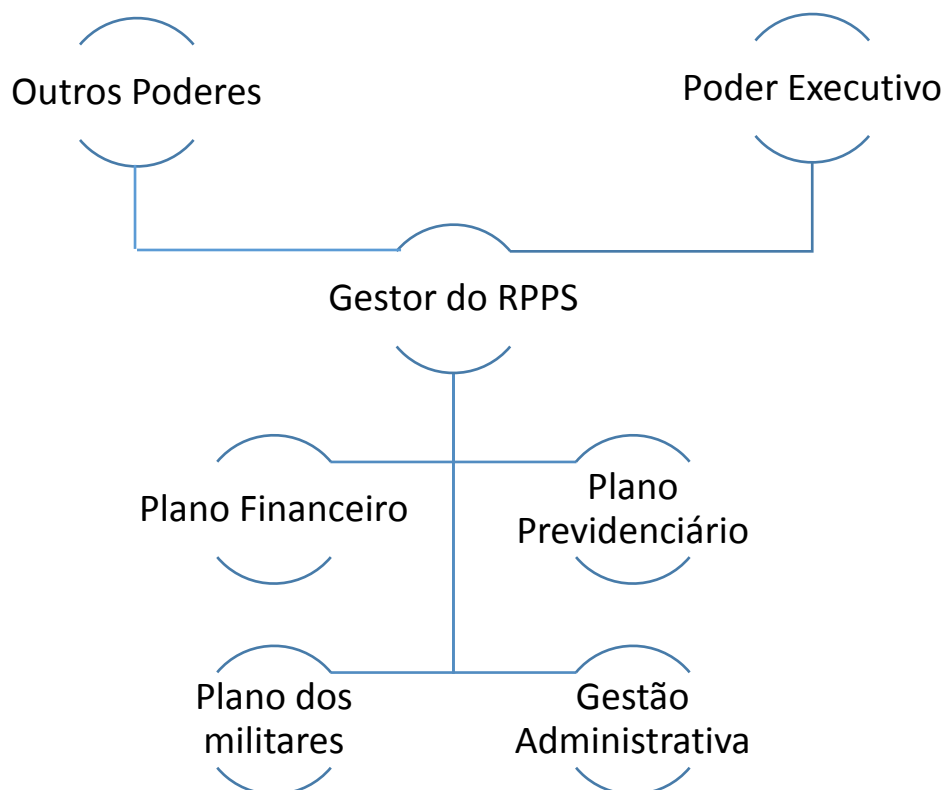 Outros Poderes
Poder Executivo
Gestor do RPPS
Plano Financeiro
Plano
Previdenciário
Plano dos
militares
Gestão
Administrativa